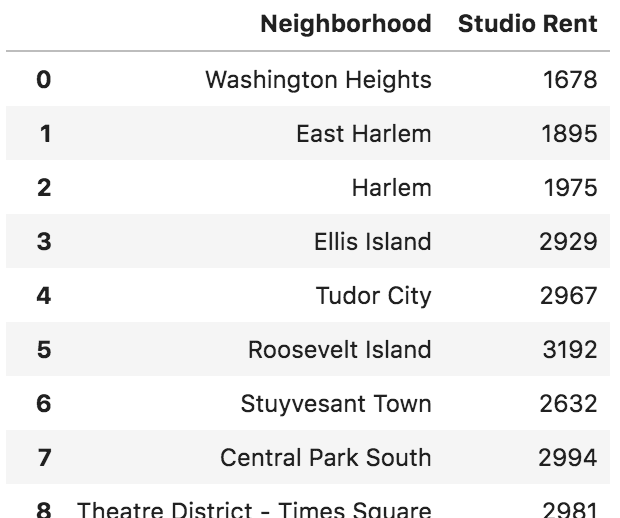 Neighborhood Studio Rent
0 Washington Heights 1678
1 East Harlem 1895
2 Harlem 1975
3 Ellis Island 2929
4 Tudor City 2967
5 Roosevelt Island 3192
6 Stuyvesant Town 2632
7 Central Park South 2994
8 Theatre District - Times Square 2981